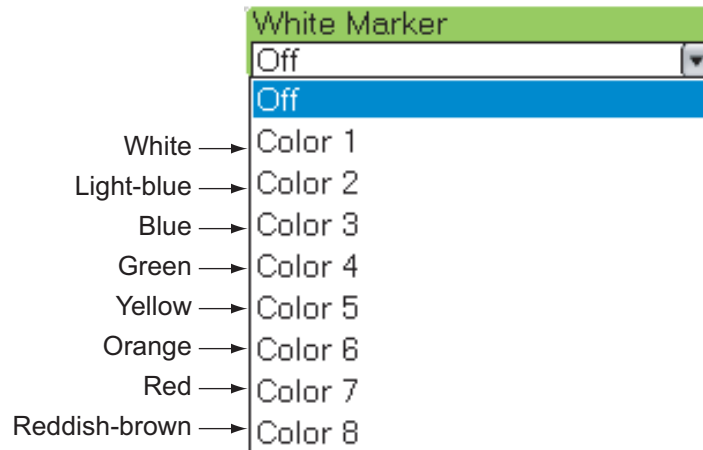 White Marker
Off
Off
White Color 1
Light-blue Color 2
Blue Color 3
Green Color 4
Yellow Color 5
Orange Color 6
Red Color 7
Reddish-brown Color 8